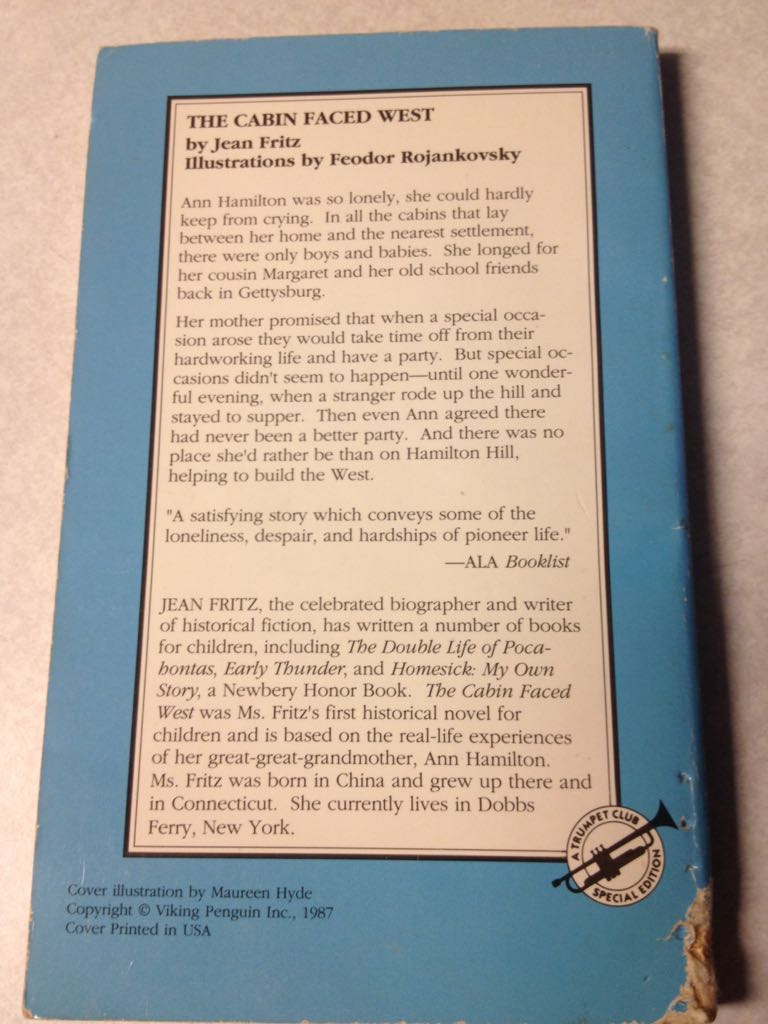 THE CABIN FACED WEST
by Jean Fritz
Illustrations by Feodor Rojankovsky
Ann Hamilton was so lonely, she could hardly
keep from crying. In all the cabins that lay
between her home and the nearest settlement,
there were only boys and babies. She longed for
her cousin Margaret and her old school friends
back in Gettysburg.
Her mother promised that when a special occa-
sion arose they would take time off from their
hardworking life and have a party. But special oc-
casions didn't seem to happen—until one wonder-
ful evening, when a stranger rode up the hill and
stayed to supper. Then even Ann agreed there
had never been a better party. And there was no
place she'd rather be than on Hamilton Hill,
helping to build the West.
"A satisfying story which conveys some of the
loneliness, despair, and hardships of pioneer life."
—ALA Booklist
JEAN FRITZ, the celebrated biographer and writer
of historical fiction, has written a number of books
for children, including The Double Life of Poca-
hontas, Early Thunder, and Homesick: My Own
Story, a Newbery Honor Book. The Cabin Faced
West was Ms. Fritz's first historical novel for
children and is based on the real-life experiences
of her great-great-grandmother, Ann Hamilton.
Ms. Fritz was born in China and grew up there and
in Connecticut. She currently lives in Dobbs
Ferry, New York.
A TRUMPET CLUB
SPECIAL EDITION
Cover illustration by Maureen Hyde
Copyright © Viking Penguin Inc., 1987
Cover Printed in USA